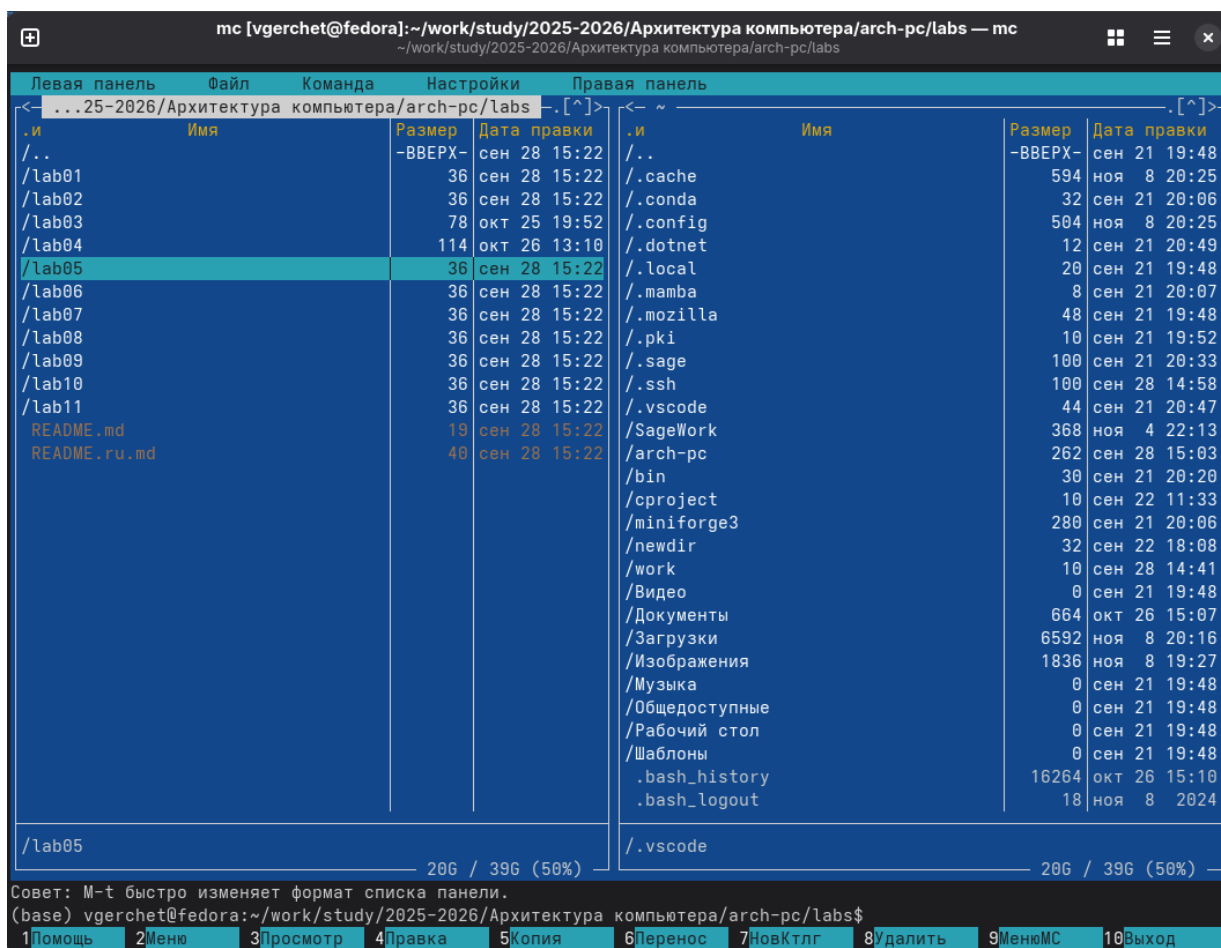 mc [vgerchet@fedora]:~/work/study/2025-2026/Архитектура компьютера/arch-pc/labs — mc
~/work/study/2025-2026/Архитектура компьютера/arch-pc/labs
Левая панель Файл Команда Настройки Правая панель
<— ...25-2026/Архитектура компьютера/arch-pc/labs —.[^]>
.и Имя Размер Дата правки
/.. -ВВЕРХ- сен 28 15:22
/lab01 36 сен 28 15:22
/lab02 36 сен 28 15:22
/lab03 78 окт 25 19:52
/lab04 114 окт 26 13:10
/lab05 36 сен 28 15:22
/lab06 36 сен 28 15:22
/lab07 36 сен 28 15:22
/lab08 36 сен 28 15:22
/lab09 36 сен 28 15:22
/lab10 36 сен 28 15:22
/lab11 36 сен 28 15:22
README.md 19 сен 28 15:22
README.ru.md 40 сен 28 15:22
/lab05
20G / 39G (50%)
<— ~ —.[^]>
.и Имя Размер Дата правки
/.. -ВВЕРХ- сен 21 19:48
/.cache 594 ноя 8 20:25
/.conda 32 сен 21 20:06
/.config 504 ноя 8 20:25
/.dotnet 12 сен 21 20:49
/.local 20 сен 21 19:48
/.mamba 8 сен 21 20:07
/.mozilla 48 сен 21 19:48
/.pki 10 сен 21 19:52
/.sage 100 сен 21 20:33
/.ssh 100 сен 28 14:58
/.vscode 44 сен 21 20:47
/SageWork 368 ноя 4 22:13
/arch-pc 262 сен 28 15:03
/bin 30 сен 21 20:20
/cproject 10 сен 22 11:33
/miniforge3 280 сен 21 20:06
/newdir 32 сен 22 18:08
/work 10 сен 28 14:41
/Видео 0 сен 21 19:48
/Документы 664 окт 26 15:07
/Загрузки 6592 ноя 8 20:16
/Изображения 1836 ноя 8 19:27
/Музыка 0 сен 21 19:48
/Общедоступные 0 сен 21 19:48
/Рабочий стол 0 сен 21 19:48
/Шаблоны 0 сен 21 19:48
.bash_history 16264 окт 26 15:10
.bash_logout 18 ноя 8 2024
/.vscode
20G / 39G (50%)
Совет: M-t быстро изменяет формат списка панели.
(base) vgerchet@fedora:~/work/study/2025-2026/Архитектура компьютера/arch-pc/labs$
1Помощь 2Меню 3Просмотр 4Правка 5Копия 6Перенос 7НовКтлг 8Удалить 9МенюMC 10Выход